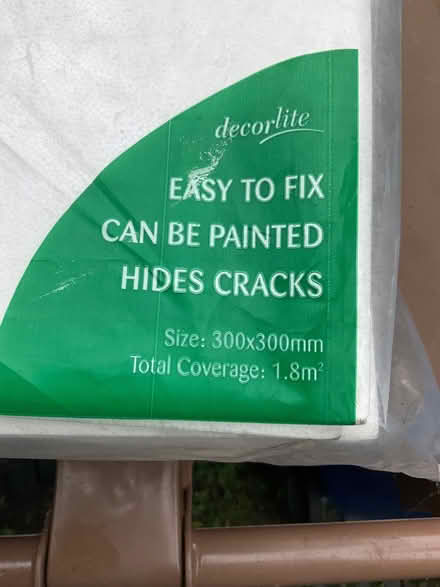 decorlite
EASY TO FIX
CAN BE PAINTED
HIDES CRACKS
Size: 300x300mm
Total Coverage: 1.8m²